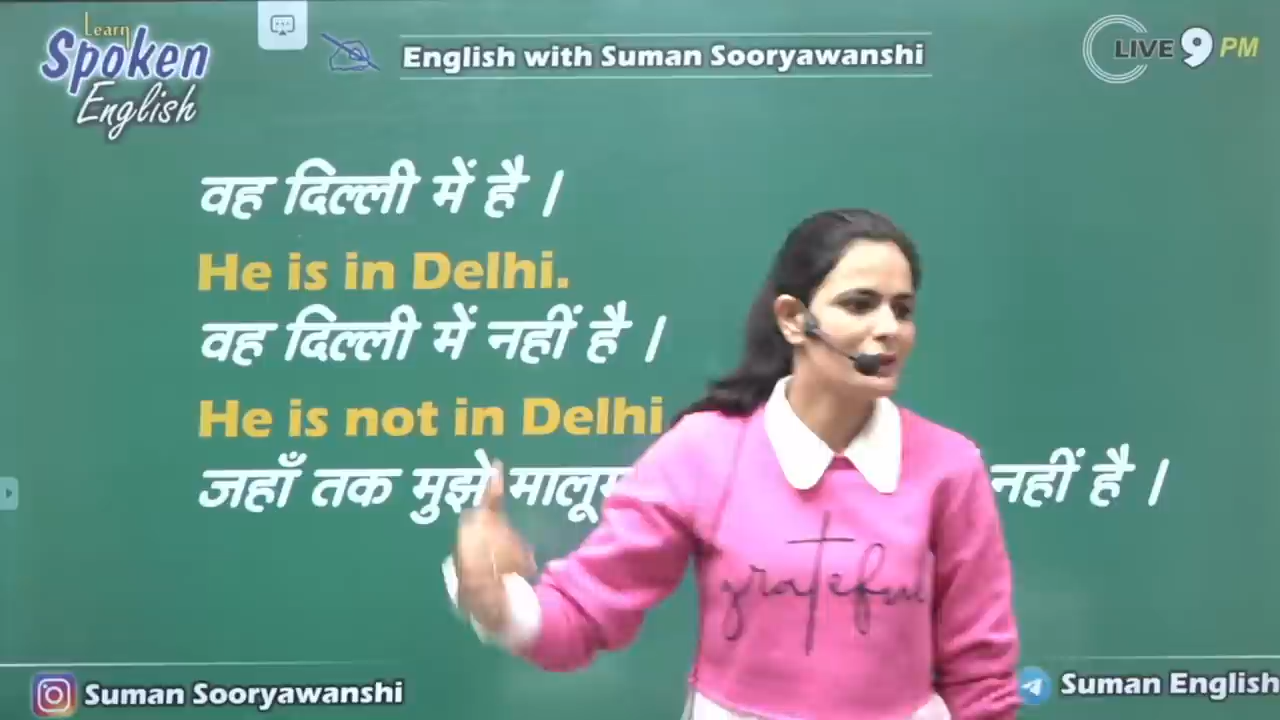 Learn
Spoken
English
English with Suman Sooryawanshi
LIVE 9 PM
वह दिल्ली में है ।
He is in Delhi.
वह दिल्ली में नहीं है ।
He is not in Delhi
जहाँ तक मुझे नहीं है ।
grateful
Suman Sooryawanshi
Suman English